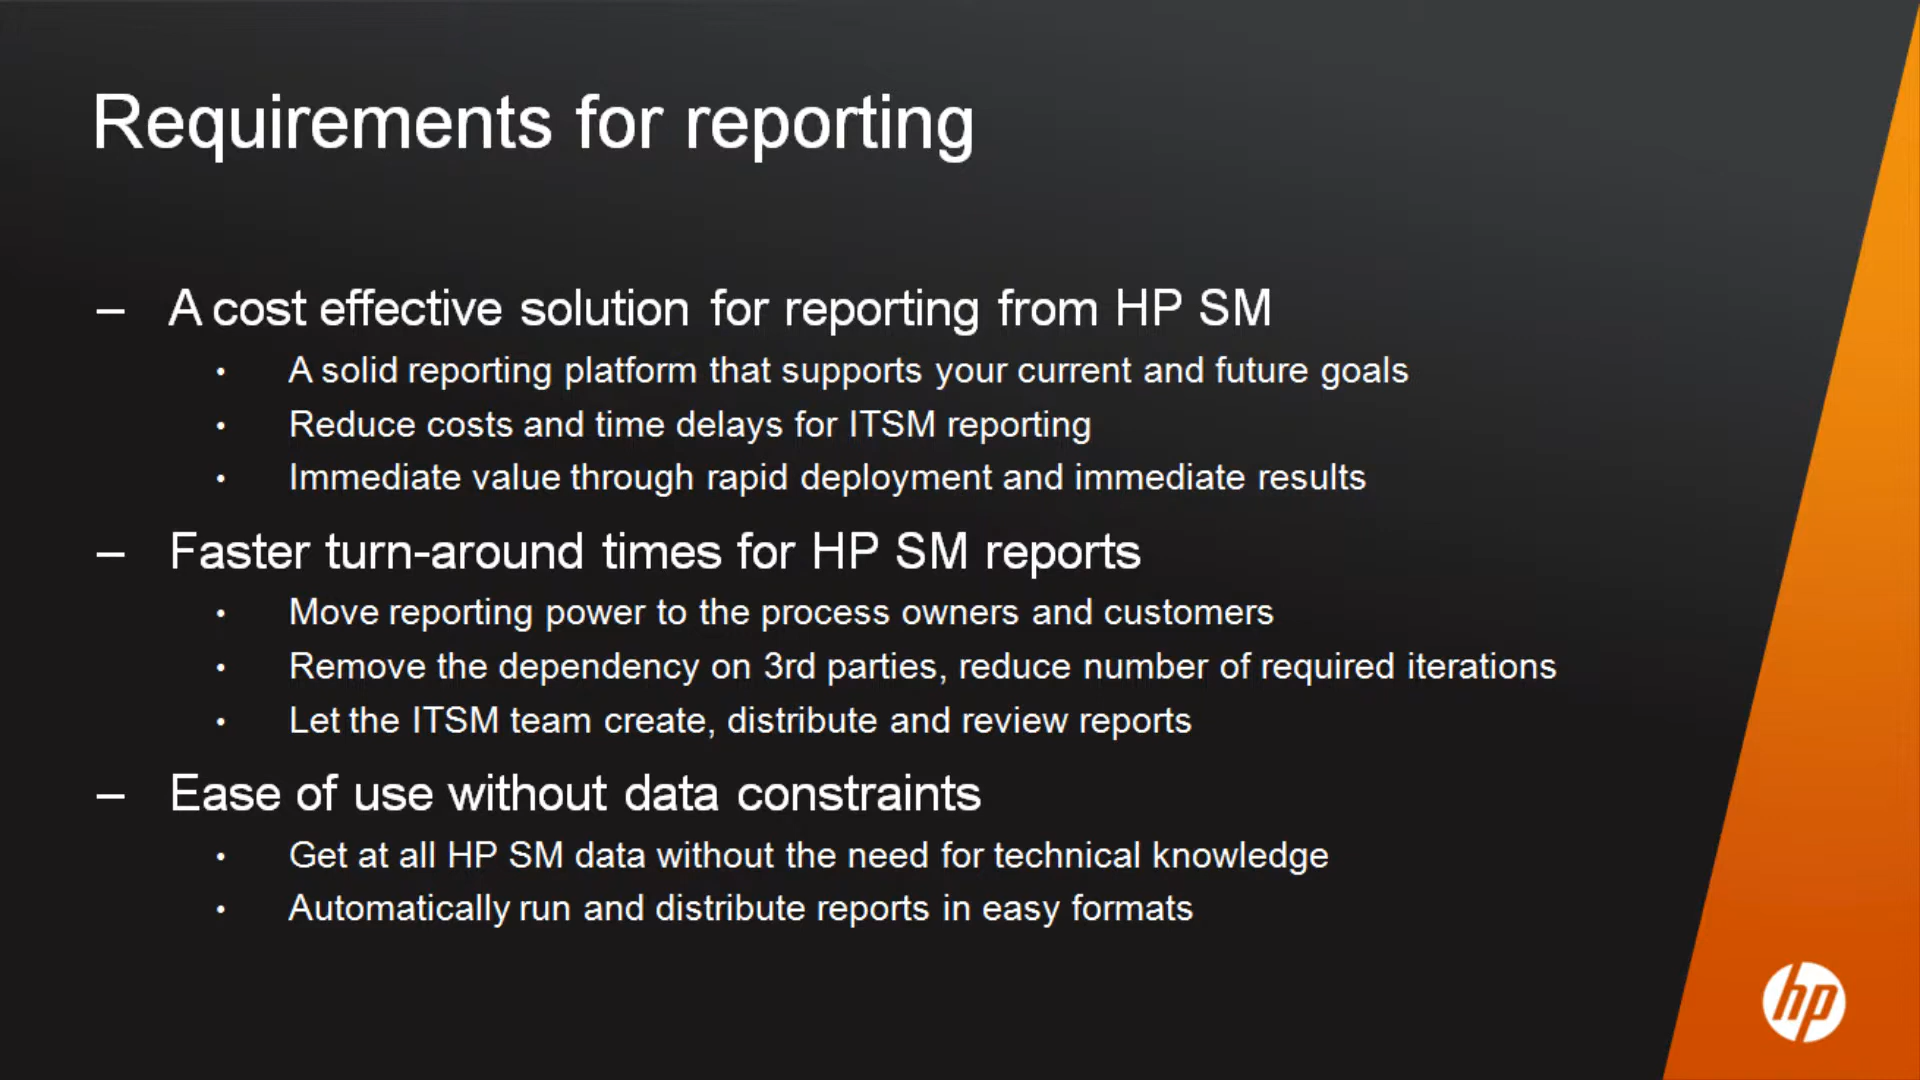 Requirements for reporting
– A cost effective solution for reporting from HP SM
• A solid reporting platform that supports your current and future goals
• Reduce costs and time delays for ITSM reporting
• Immediate value through rapid deployment and immediate results
– Faster turn-around times for HP SM reports
• Move reporting power to the process owners and customers
• Remove the dependency on 3rd parties, reduce number of required iterations
• Let the ITSM team create, distribute and review reports
– Ease of use without data constraints
• Get at all HP SM data without the need for technical knowledge
• Automatically run and distribute reports in easy formats
hp